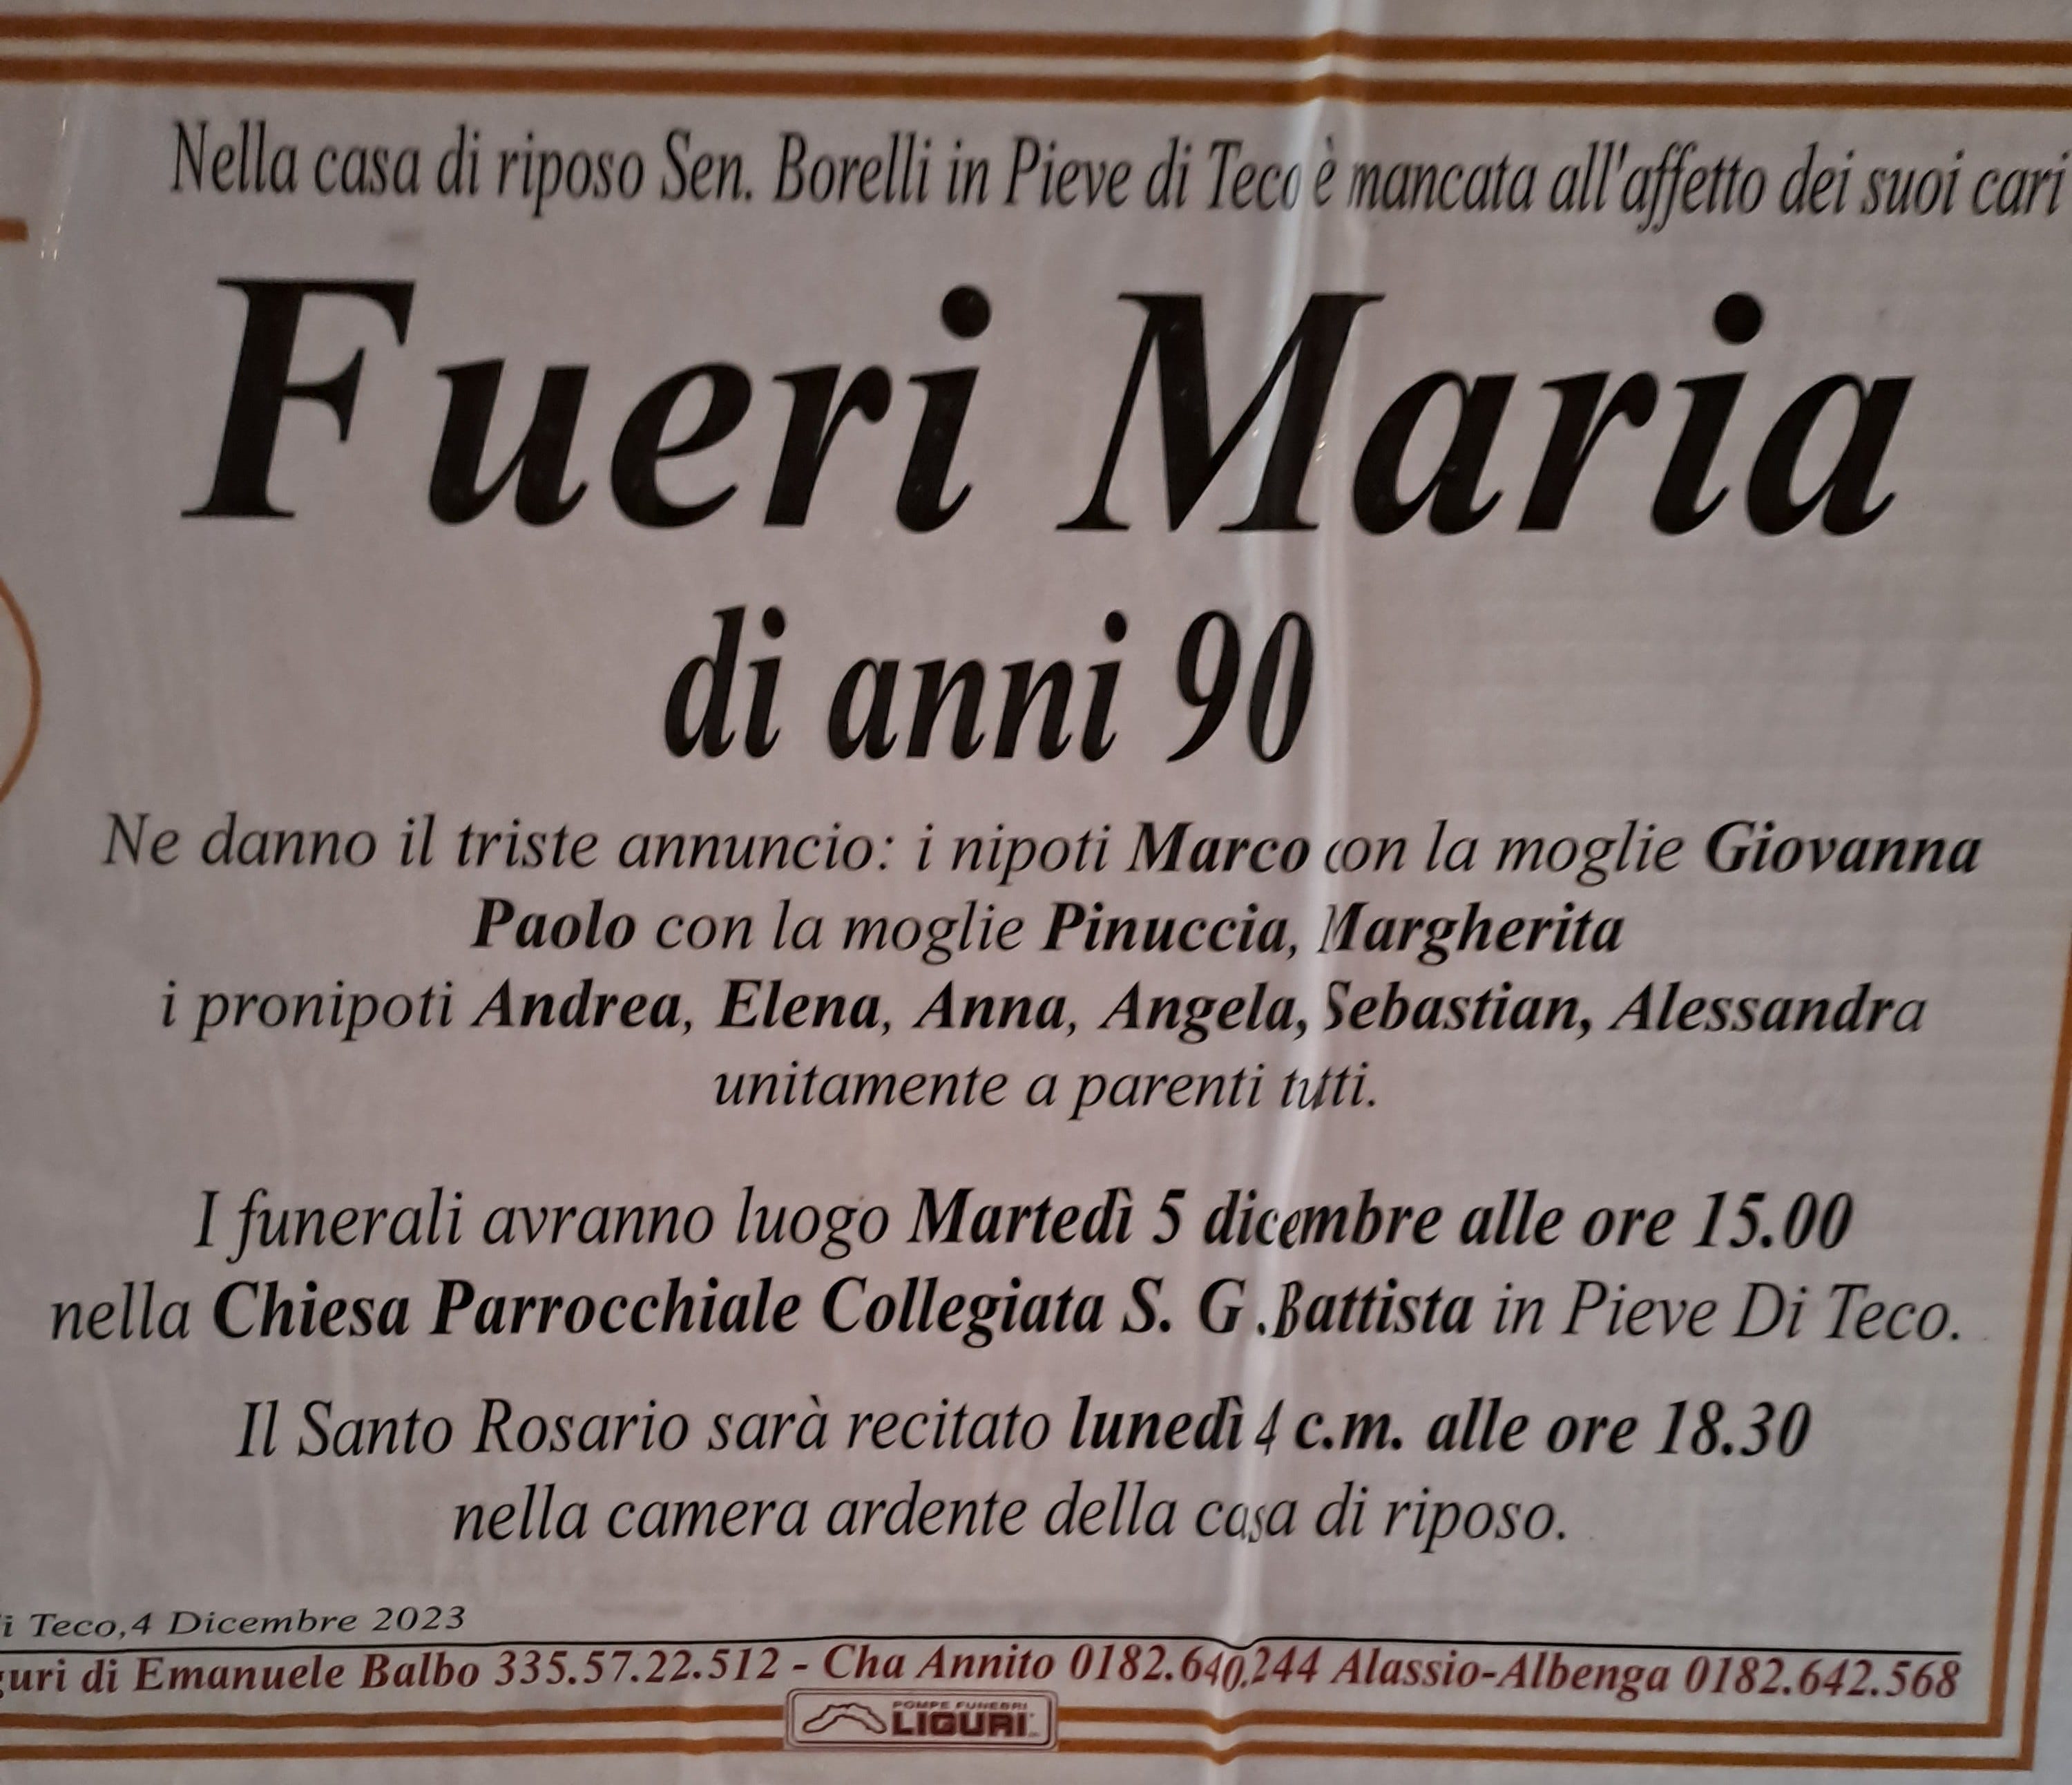 Nella casa di riposo Sen. Borelli in Pieve di Teco è mancata all'affetto dei suoi cari
Fueri Maria
di anni 90
Ne danno il triste annuncio: i nipoti Marco con la moglie Giovanna
Paolo con la moglie Pinuccia, Margherita
i pronipoti Andrea, Elena, Anna, Angela, Sebastian, Alessandra
unitamente a parenti tutti.
I funerali avranno luogo Martedì 5 dicembre alle ore 15.00
nella Chiesa Parrocchiale Collegiata S. G .Battista in Pieve Di Teco.
Il Santo Rosario sarà recitato lunedì 4 c.m. alle ore 18.30
nella camera ardente della casa di riposo.
i Teco,4 Dicembre 2023
guri di Emanuele Balbo 335.57.22.512 - Cha Annito 0182.640.244 Alassio-Albenga 0182.642.568
POMPE FUNEBRI
LIGURI